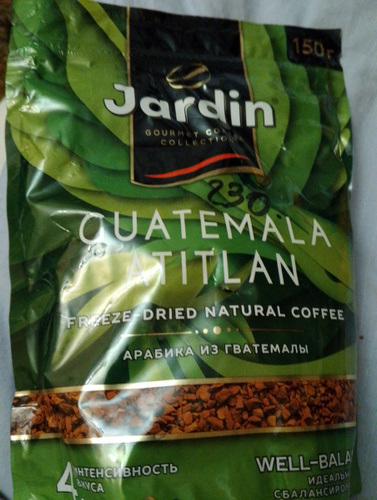 150г
Jardin
GOURMET COFFEE
COLLECTION
230
GUATEMALA
ATITLAN
FREEZE-DRIED NATURAL COFFEE
АРАБИКА ИЗ ГВАТЕМАЛЫ
4 ИНТЕНСИВНОСТЬ
ВКУСА
WELL-BALA
ИДЕАЛЬН
СБАЛАНСИРО